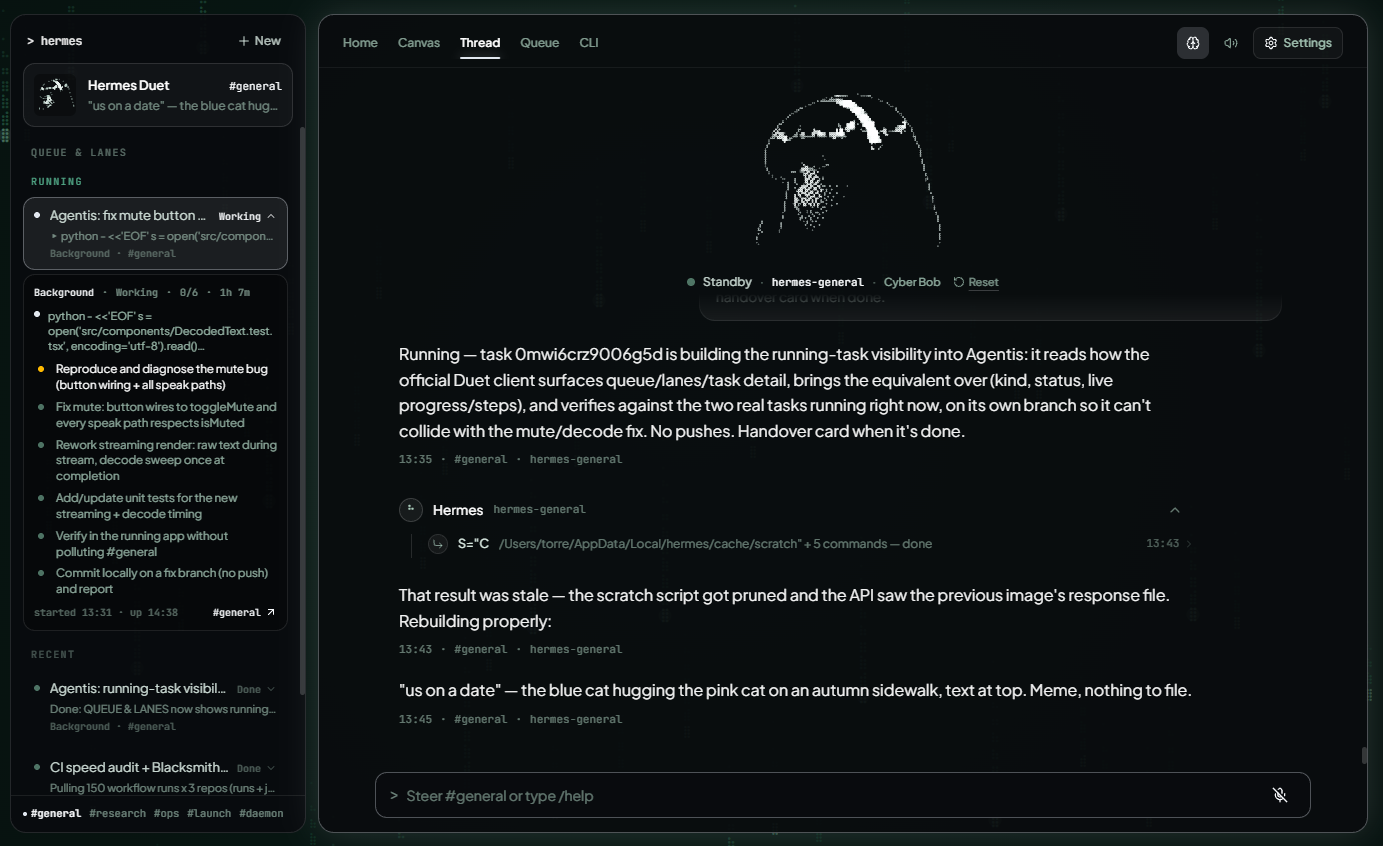 > hermes
+ New
Hermes Duet
#general
"us on a date" — the blue cat hug...
QUEUE & LANES
RUNNING
Agentis: fix mute button ...
Working
‣ python - <<'EOF' s = open('src/compon...
Background · #general
Background · Working · 0/6 · 1h 7m
python - <<'EOF' s =
open('src/components/DecodedText.test.
tsx', encoding='utf-8').read()...
Reproduce and diagnose the mute bug
(button wiring + all speak paths)
Fix mute: button wires to toggleMute and
every speak path respects isMuted
Rework streaming render: raw text during
stream, decode sweep once at
completion
Add/update unit tests for the new
streaming + decode timing
Verify in the running app without
polluting #general
Commit locally on a fix branch (no push)
and report
started 13:31 · up 14:38
#general ↗
RECENT
Agentis: running-task visibil...
Done
Done: QUEUE & LANES now shows running...
Background · #general
CI speed audit + Blacksmith...
Done
Pulling 150 workflow runs x 3 repos (runs + j...
#general #research #ops #launch #daemon
Home Canvas Thread Queue CLI
Settings
Standby · hermes-general · Cyber Bob Reset
handover card when done.
Running — task 0mwi6crz9006g5d is building the running-task visibility into Agentis: it reads how the
official Duet client surfaces queue/lanes/task detail, brings the equivalent over (kind, status, live
progress/steps), and verifies against the two real tasks running right now, on its own branch so it can't
collide with the mute/decode fix. No pushes. Handover card when it's done.
13:35 · #general · hermes-general
Hermes hermes-general
S="C /Users/torre/AppData/Local/hermes/cache/scratch" + 5 commands — done
13:43
That result was stale — the scratch script got pruned and the API saw the previous image's response file.
Rebuilding properly:
13:43 · #general · hermes-general
"us on a date" — the blue cat hugging the pink cat on an autumn sidewalk, text at top. Meme, nothing to file.
13:45 · #general · hermes-general
> Steer #general or type /help